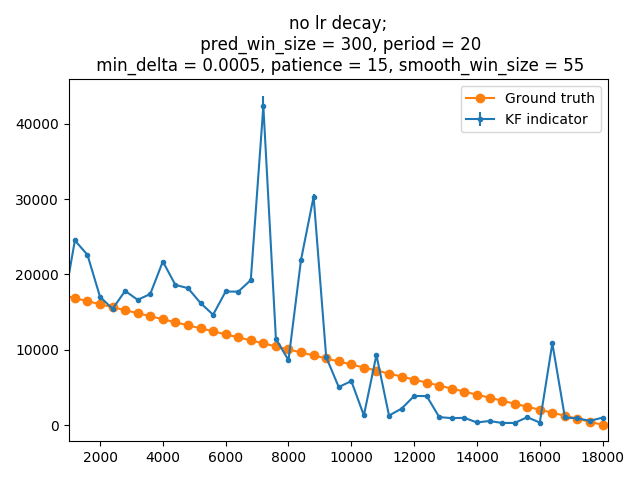 no lr decay;
pred_win_size = 300, period = 20
min_delta = 0.0005, patience = 15, smooth_win_size = 55
Ground truth
KF indicator
40000
30000
20000
10000
0
2000 4000 6000 8000 10000 12000 14000 16000 18000